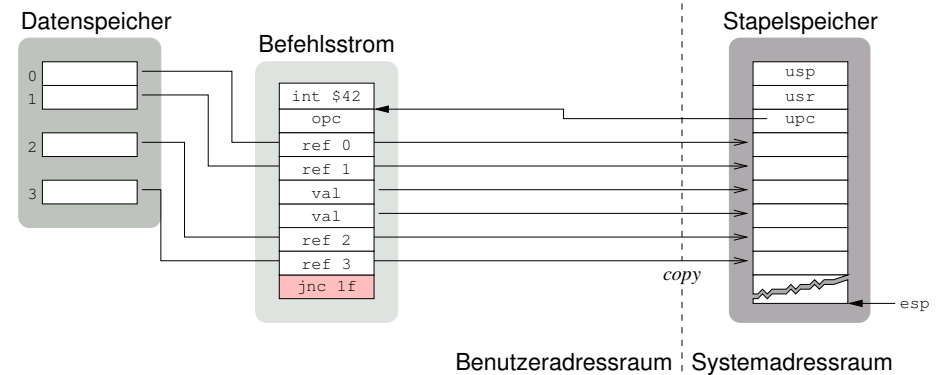 Datenspeicher
0
1
2
3
Befehlsstrom
int $42
opc
ref 0
ref 1
val
val
ref 2
ref 3
jnc 1f
copy
Stapelspeicher
usp
usr
upc
esp
Benutzeradressraum
Systemadressraum